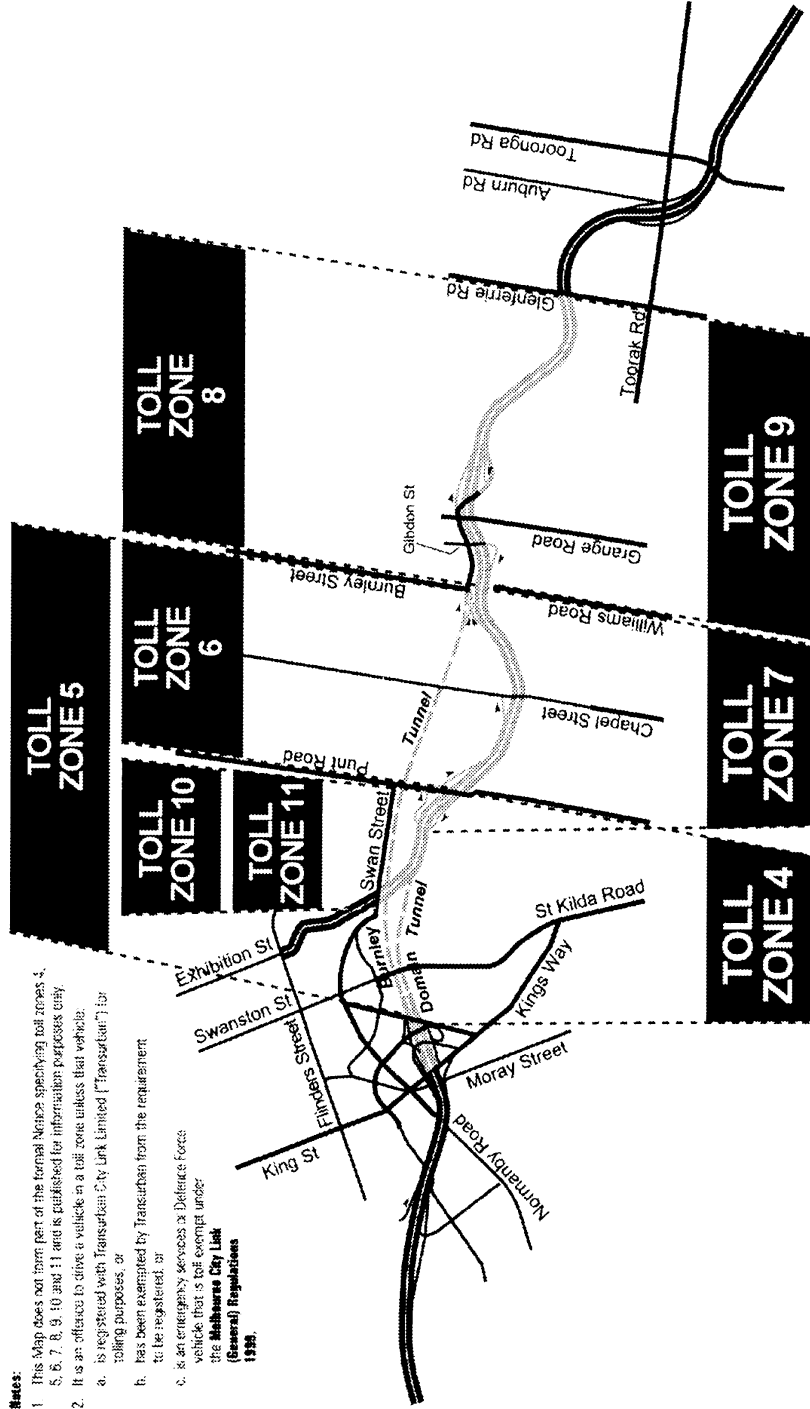 Notes:
1 This Map does not form part of the formal Notice specifying toll zones 4,
5, 6, 7, 8, 9, 10 and 11 and is published for information purposes only.
2. It is an offence to drive a vehicle in a toll zone unless that vehicle:
a. is registered with Transurban City Link Limited ("Transurban") for
tolling purposes, or
b. has been exempted by Transurban from the requirement
to be registered, or
c. is an emergency services or Defence Force
vehicle that is toll exempt under
the Melbourne City Link
(General) Regulations
TOLL
ZONE 5
TOLL
ZONE 10
TOLL
ZONE 11
TOLL
ZONE
6
TOLL
ZONE
8
TOLL
ZONE 4
TOLL
ZONE 7
TOLL
ZONE 9
King St
Flinders Street
Swanston St
Exhibition St
Normanby Road
Moray Street
Kings Way
St Kilda Road
Domain
Tunnel
Burnley
Tunnel
Swan Street
Punt Road
Chapel Street
Burnley Street
Williams Road
Gibdon St
Grange Road
Glenferrie Rd
Toorak Rd
Auburn Rd
Tooronga Rd